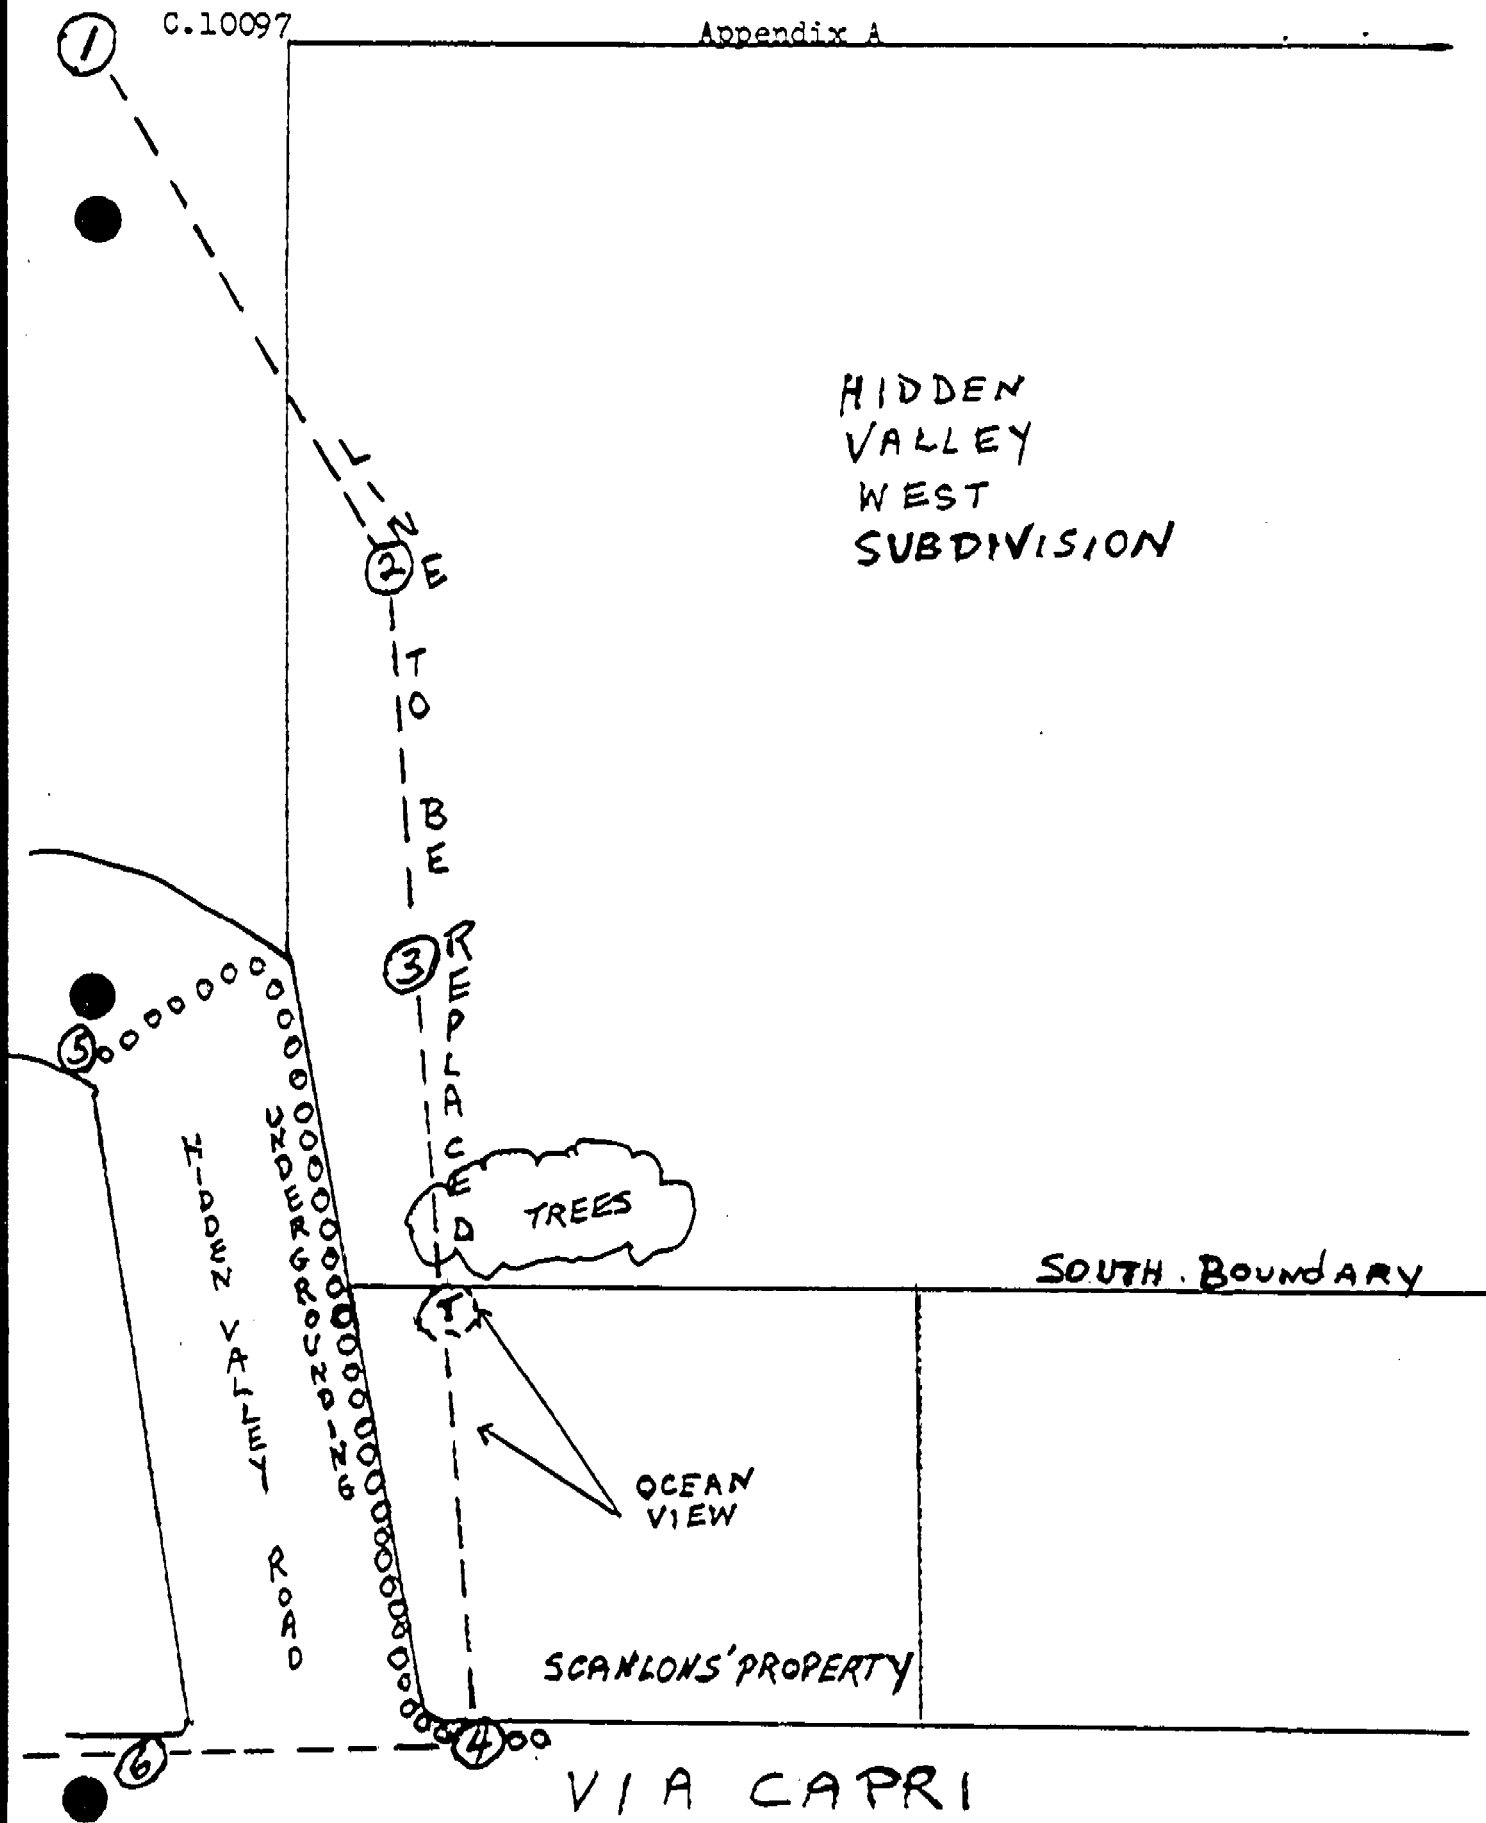 C.10097
Appendix A
1
HIDDEN
VALLEY
WEST
SUBDIVISION
LINE TO BE REPLACED
2
3
5
HIDDEN VALLEY ROAD
UNDERGROUNDING
TREES
SOUTH BOUNDARY
T
OCEAN
VIEW
SCANLONS' PROPERTY
4
6
VIA CAPRI